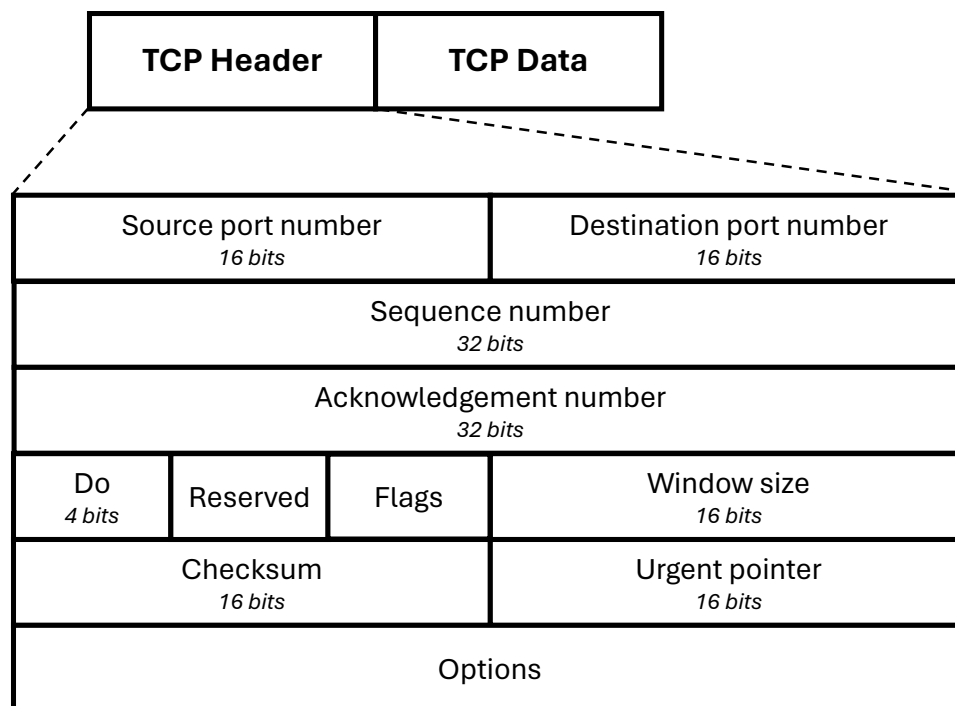 TCP Header
TCP Data
Source port number
16 bits
Destination port number
16 bits
Sequence number
32 bits
Acknowledgement number
32 bits
Do
4 bits
Reserved
Flags
Window size
16 bits
Checksum
16 bits
Urgent pointer
16 bits
Options